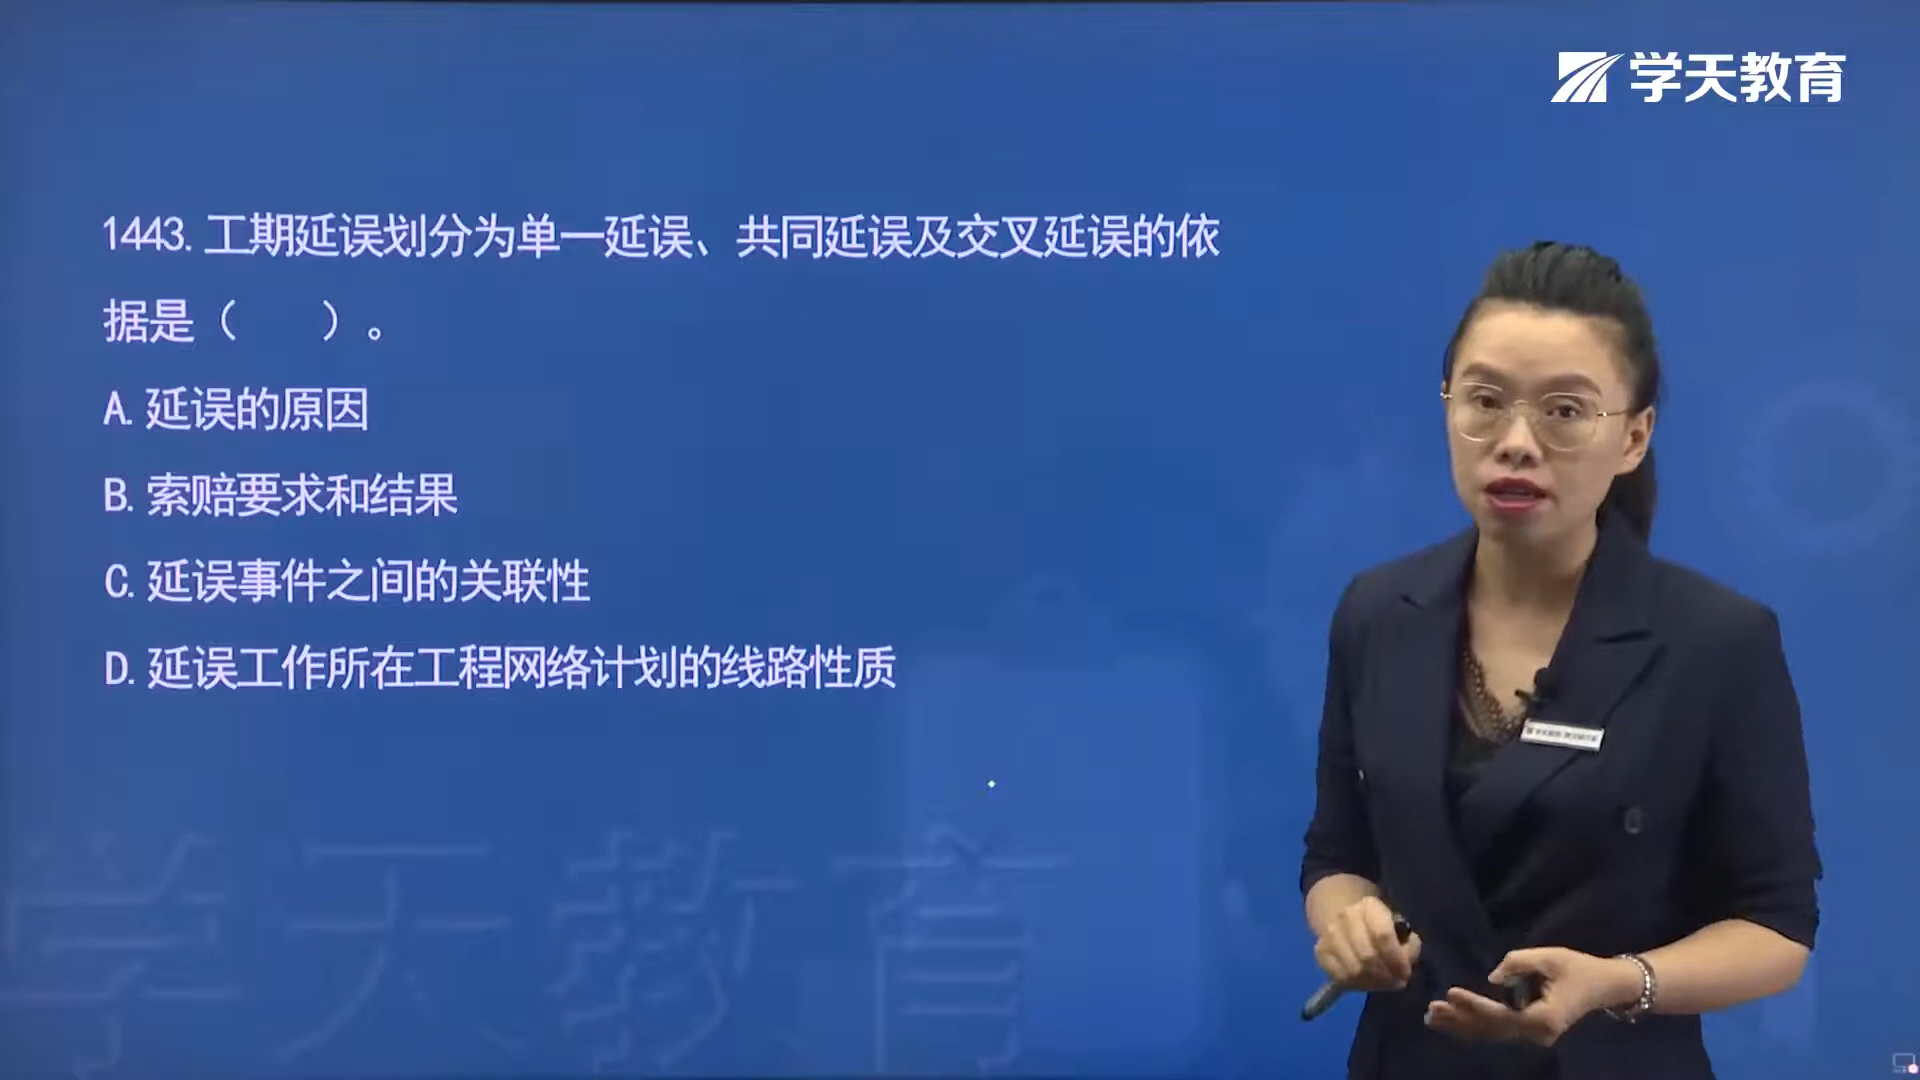 学天教育
1443. 工期延误划分为单一延误、共同延误及交叉延误的依
据是（　　）。
A. 延误的原因
B. 索赔要求和结果
C. 延误事件之间的关联性
D. 延误工作所在工程网络计划的线路性质
学天教育